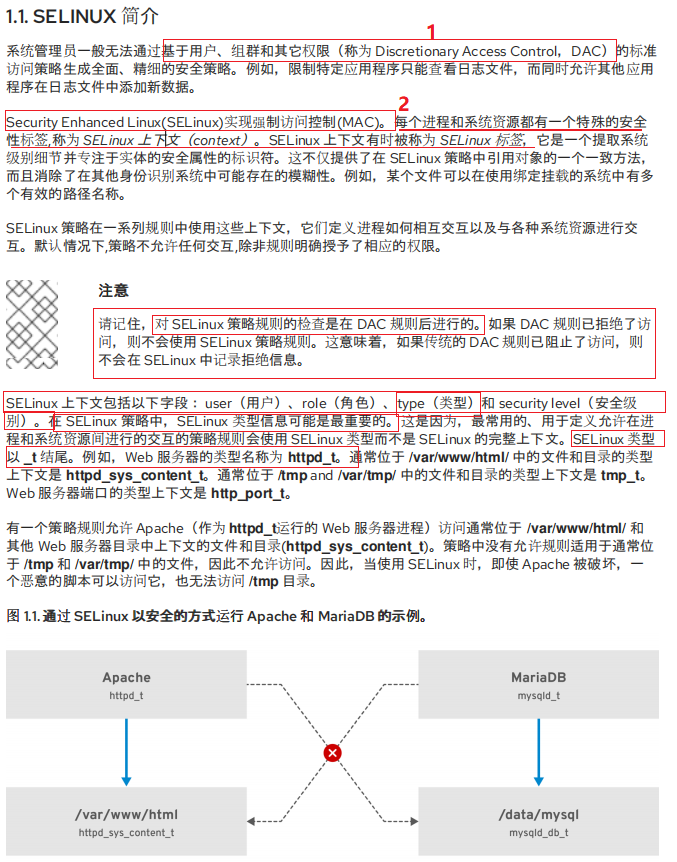 1.1. SELINUX 简介
1
系统管理员一般无法通过基于用户、组群和其它权限（称为 Discretionary Access Control，DAC）的标准
访问策略生成全面、精细的安全策略。例如，限制特定应用程序只能查看日志文件，而同时允许其他应用
程序在日志文件中添加新数据。
2
Security Enhanced Linux(SELinux)实现强制访问控制(MAC)。每个进程和系统资源都有一个特殊的安全
性标签,称为 SELinux 上下文（context）。SELinux 上下文有时被称为 SELinux 标签，它是一个提取系统
级别细节并专注于实体的安全属性的标识符。这不仅提供了在 SELinux 策略中引用对象的一个一致方法，
而且消除了在其他身份识别系统中可能存在的模糊性。例如，某个文件可以在使用绑定挂载的系统中有多
个有效的路径名称。
SELinux 策略在一系列规则中使用这些上下文，它们定义进程如何相互交互以及与各种系统资源进行交
互。默认情况下,策略不允许任何交互,除非规则明确授予了相应的权限。
注意
请记住，对 SELinux 策略规则的检查是在 DAC 规则后进行的。如果 DAC 规则已拒绝了访
问，则不会使用 SELinux 策略规则。这意味着，如果传统的 DAC 规则已阻止了访问，则
不会在 SELinux 中记录拒绝信息。
SELinux 上下文包括以下字段：user（用户）、role（角色）、type（类型）和 security level（安全级
别）。在 SELinux 策略中，SELinux 类型信息可能是最重要的。这是因为，最常用的、用于定义允许在进
程和系统资源间进行的交互的策略规则会使用 SELinux 类型而不是 SELinux 的完整上下文。SELinux 类型
以 _t 结尾。例如，Web 服务器的类型名称为 httpd_t。通常位于 /var/www/html/ 中的文件和目录的类型
上下文是 httpd_sys_content_t。通常位于 /tmp and /var/tmp/ 中的文件和目录的类型上下文是 tmp_t。
Web 服务器端口的类型上下文是 http_port_t。
有一个策略规则允许 Apache（作为 httpd_t运行的 Web 服务器进程）访问通常位于 /var/www/html/ 和
其他 Web 服务器目录中上下文的文件和目录(httpd_sys_content_t)。策略中没有允许规则适用于通常位
于 /tmp 和 /var/tmp/ 中的文件，因此不允许访问。因此，当使用 SELinux 时，即使 Apache 被破坏，一
个恶意的脚本可以访问它，也无法访问 /tmp 目录。
图 1.1. 通过 SELinux 以安全的方式运行 Apache 和 MariaDB 的示例。
Apache
httpd_t
MariaDB
mysqld_t
/var/www/html
httpd_sys_content_t
/data/mysql
mysqld_db_t